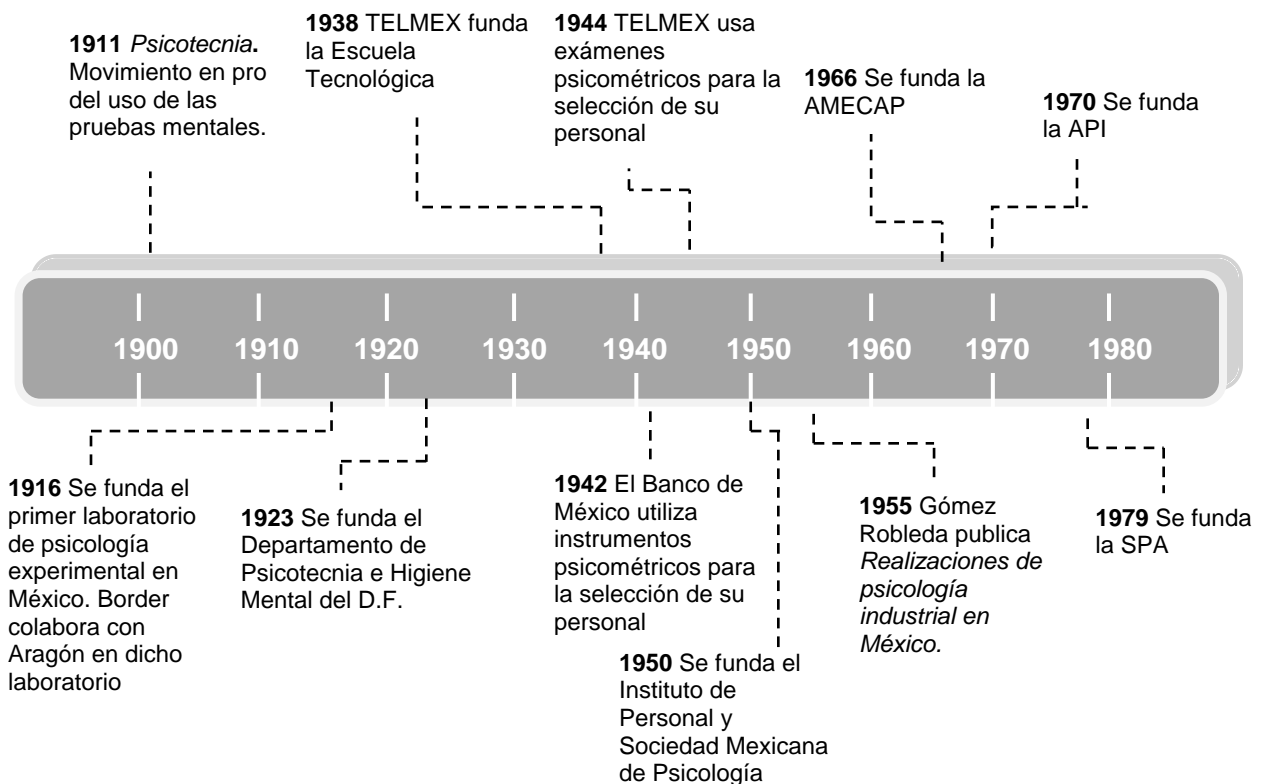 1911 Psicotecnia.
Movimiento en pro
del uso de las
pruebas mentales.
1938 TELMEX funda
la Escuela
Tecnológica
1944 TELMEX usa
exámenes
psicométricos para la
selección de su
personal
1966 Se funda la
AMECAP
1970 Se funda
la API
1900 1910 1920 1930 1940 1950 1960 1970 1980
1916 Se funda el
primer laboratorio
de psicología
experimental en
México. Border
colabora con
Aragón en dicho
laboratorio
1923 Se funda el
Departamento de
Psicotecnia e Higiene
Mental del D.F.
1942 El Banco de
México utiliza
instrumentos
psicométricos para
la selección de su
personal
1950 Se funda el
Instituto de
Personal y
Sociedad Mexicana
de Psicología
1955 Gómez
Robleda publica
Realizaciones de
psicología
industrial en
México.
1979 Se funda
la SPA